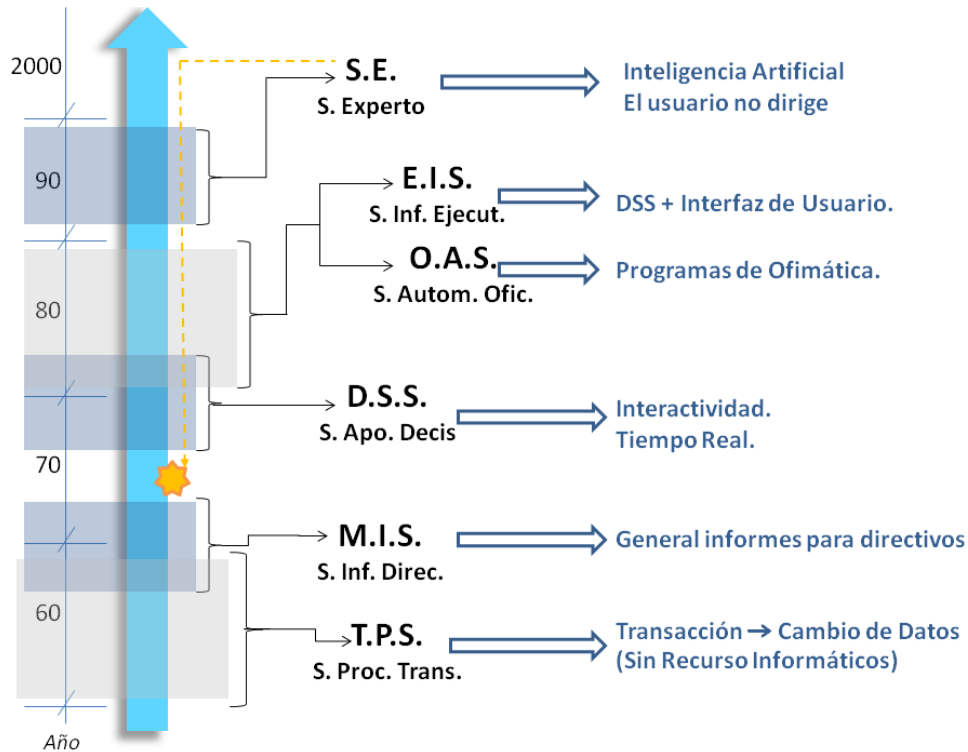 2000
S.E.
S. Experto
Inteligencia Artificial
El usuario no dirige
90
E.I.S.
S. Inf. Ejecut.
DSS + Interfaz de Usuario.
O.A.S.
S. Autom. Ofic.
Programas de Ofimática.
80
D.S.S.
S. Apo. Decis
Interactividad.
Tiempo Real.
70
M.I.S.
S. Inf. Direc.
General informes para directivos
60
T.P.S.
S. Proc. Trans.
Transacción → Cambio de Datos
(Sin Recurso Informáticos)
Año